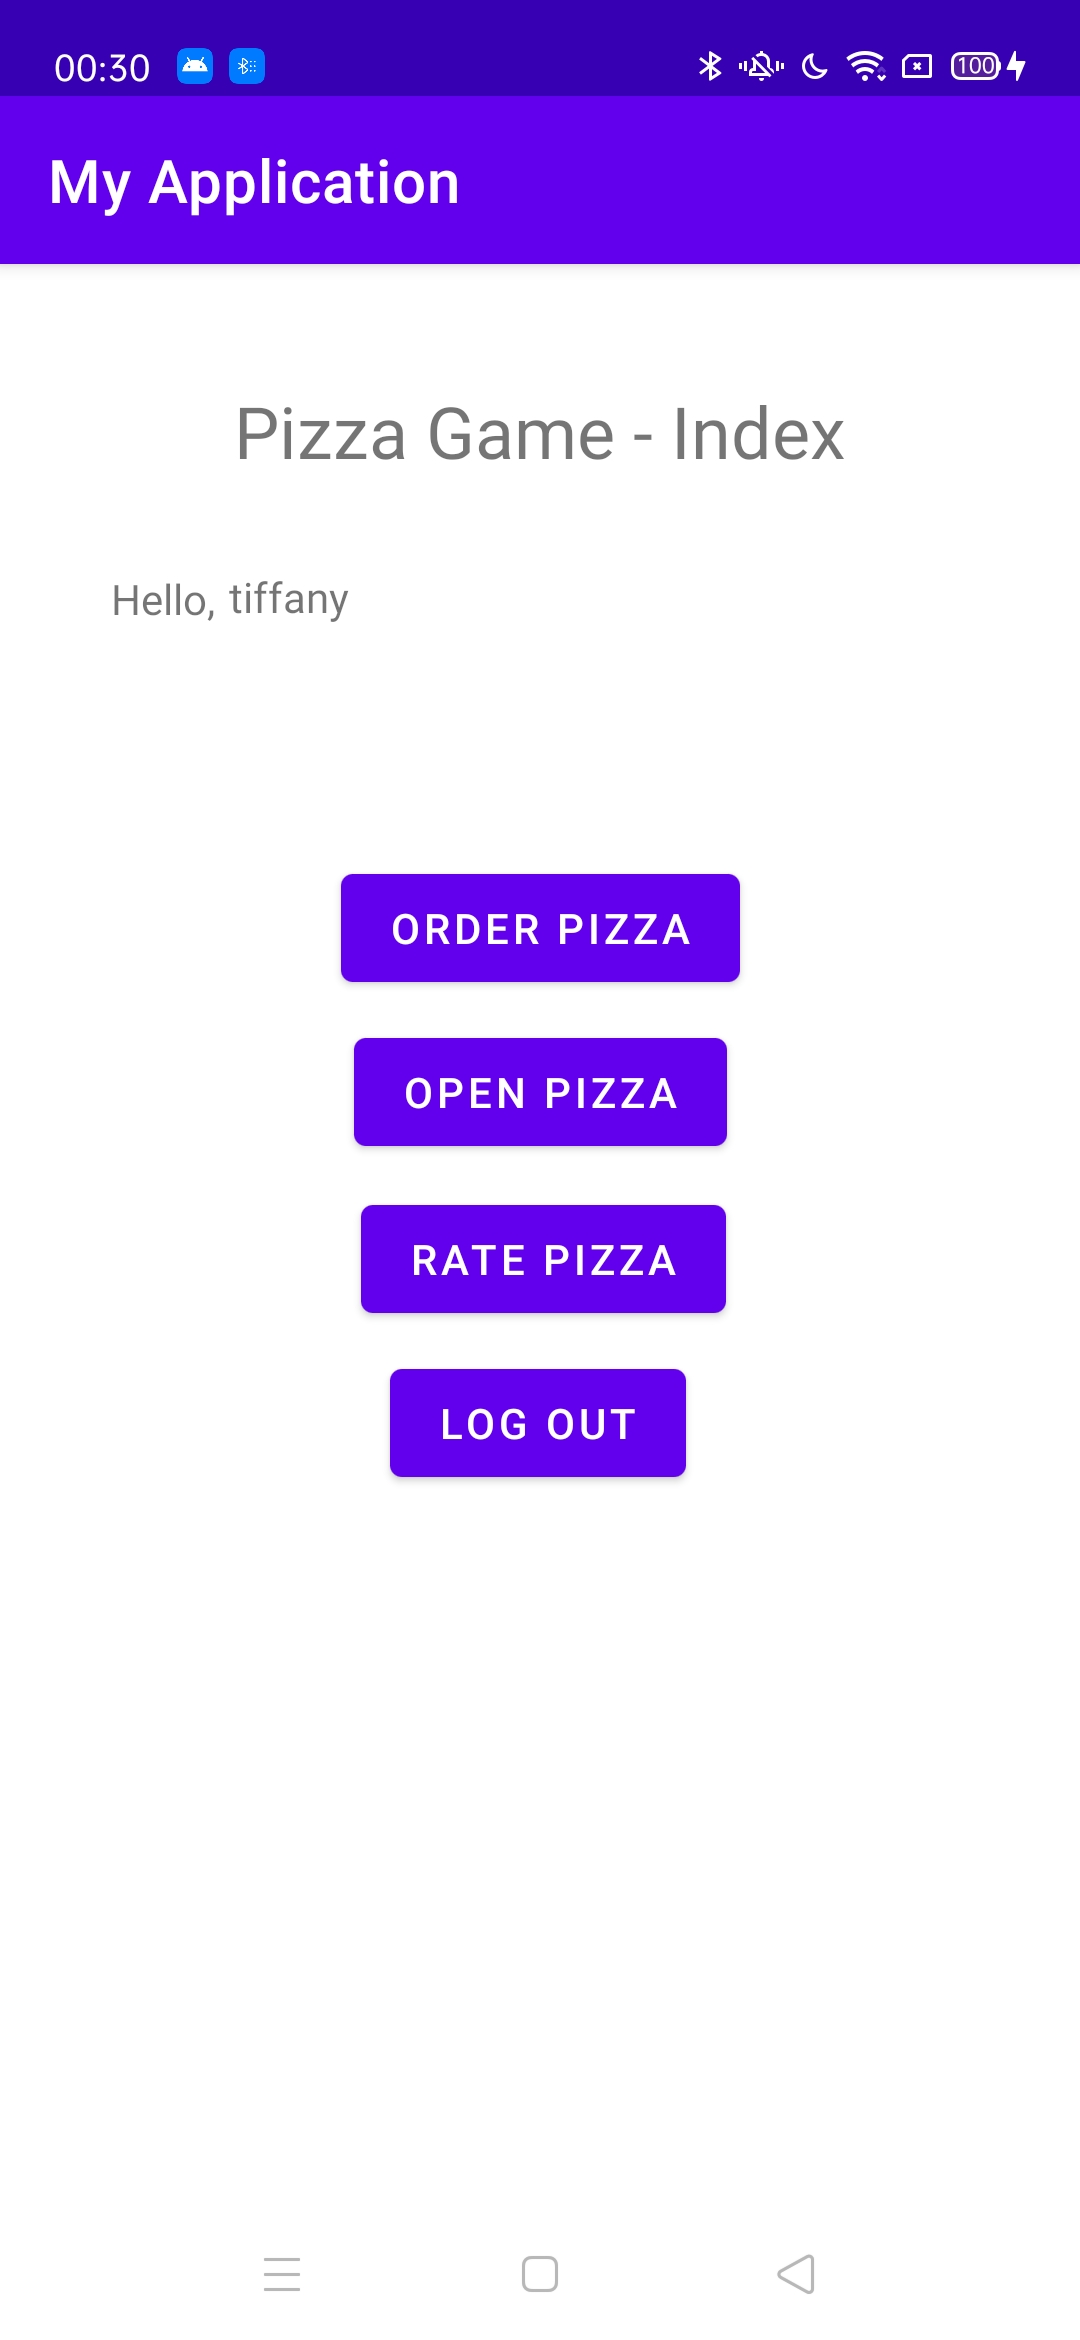 00:30 100
My Application
Pizza Game - Index
Hello, tiffany
ORDER PIZZA
OPEN PIZZA
RATE PIZZA
LOG OUT